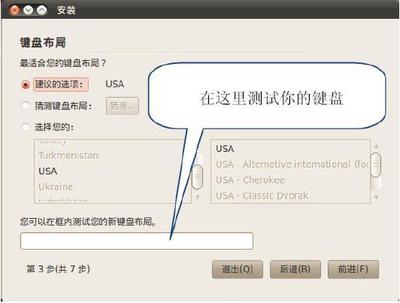 安装
键盘布局
最适合您的键盘布局？
建议的选项： USA
猜测键盘布局： 猜测...
选择您的：
Turkmenistan
USA
Ukraine
USA
USA - Alternative international (for
USA - Cherokee
USA - Classic Dvorak
在这里测试你的键盘
您可以在框内测试您的新键盘布局。
第 3 步(共 7 步)
退出(Q) 后退(B) 前进(F)